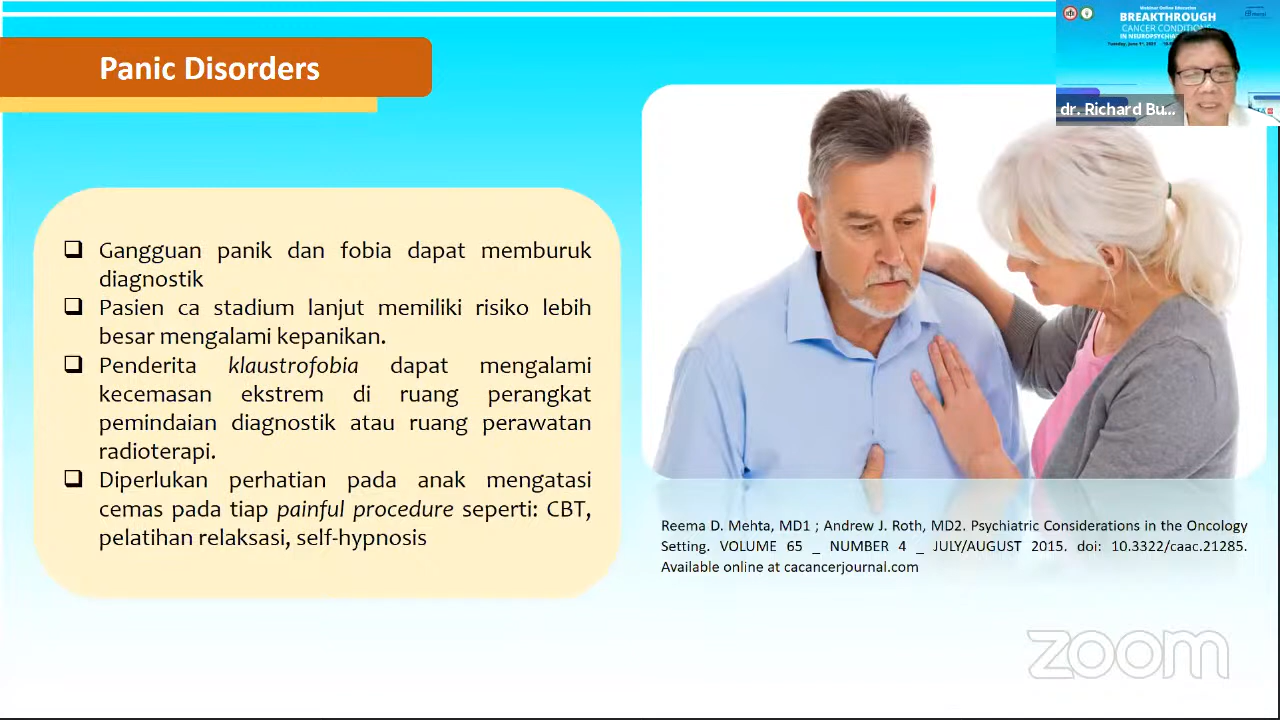 Panic Disorders
Gangguan panik dan fobia dapat memburuk
diagnostik
Pasien ca stadium lanjut memiliki risiko lebih
besar mengalami kepanikan.
Penderita klaustrofobia dapat mengalami
kecemasan ekstrem di ruang perangkat
pemindaian diagnostik atau ruang perawatan
radioterapi.
Diperlukan perhatian pada anak mengatasi
cemas pada tiap painful procedure seperti: CBT,
pelatihan relaksasi, self-hypnosis
BREAKTHROUGH
CANCER CONDITIONS
IN NEUROPSYCHIA
dr. Richard Bu...
Reema D. Mehta, MD1 ; Andrew J. Roth, MD2. Psychiatric Considerations in the Oncology
Setting. VOLUME 65 _ NUMBER 4 _ JULY/AUGUST 2015. doi: 10.3322/caac.21285.
Available online at cacancerjournal.com
zoom